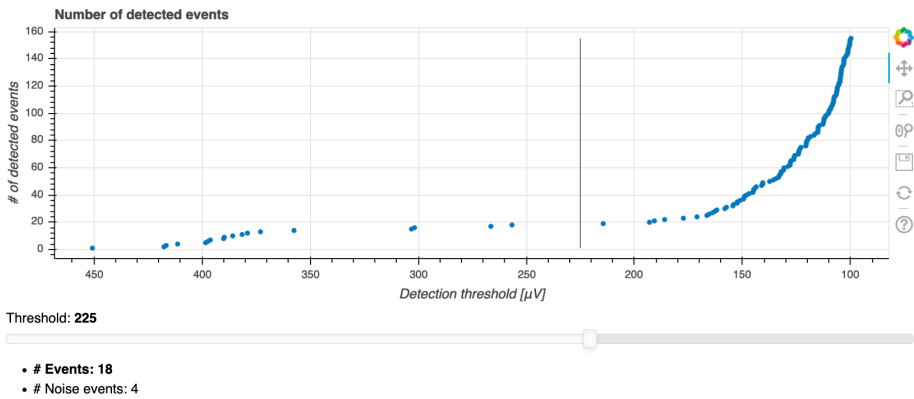 Number of detected events
160
140
120
100
80
60
40
20
0
# of detected events
450
400
350
300
250
200
150
100
Detection threshold [µV]
Threshold: 225
# Events: 18
# Noise events: 4